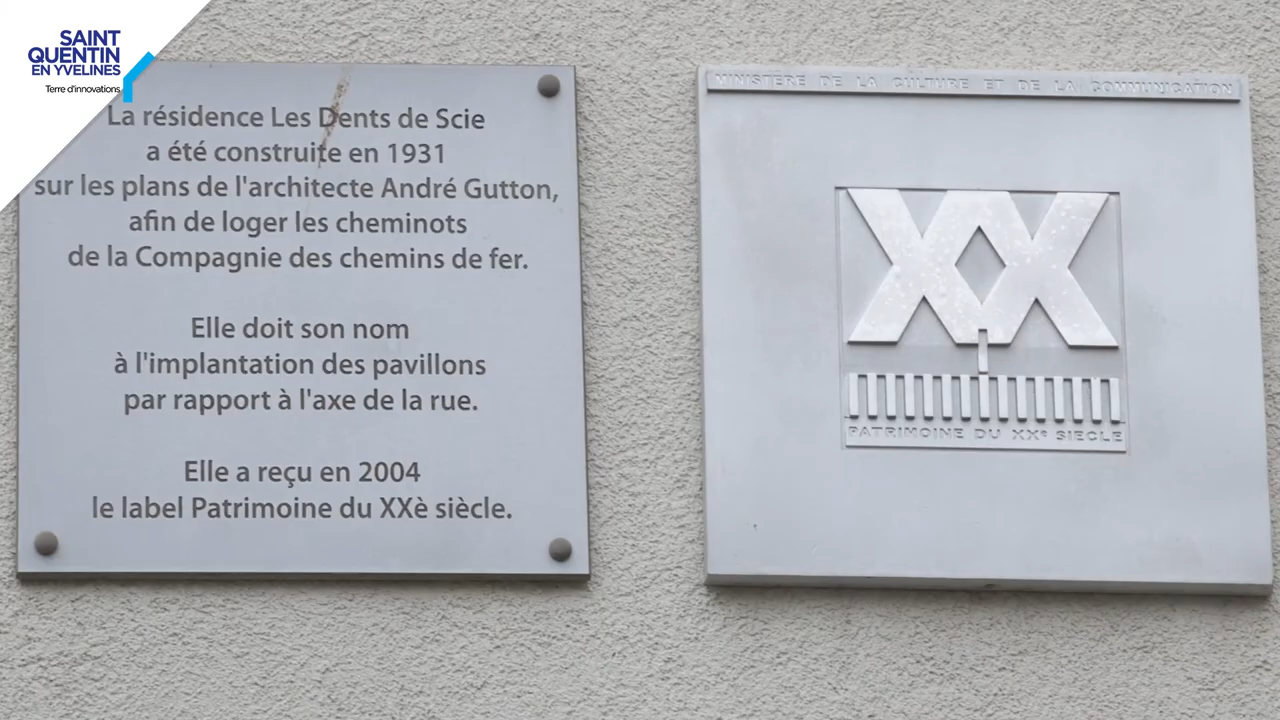 SAINT
QUENTIN
EN YVELINES
Terre d'innovations
La résidence Les Dents de Scie
a été construite en 1931
sur les plans de l'architecte André Gutton,
afin de loger les cheminots
de la Compagnie des chemins de fer.
Elle doit son nom
à l'implantation des pavillons
par rapport à l'axe de la rue.
Elle a reçu en 2004
le label Patrimoine du XXè siècle.
MINISTERE DE LA CULTURE ET DE LA COMMUNICATION
XX
PATRIMOINE DU XXe SIECLE